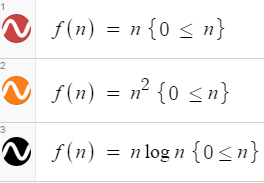 1
f(n) = n {0 ≤ n}
2
f(n) = n² {0 ≤ n}
3
f(n) = n log n {0 ≤ n}